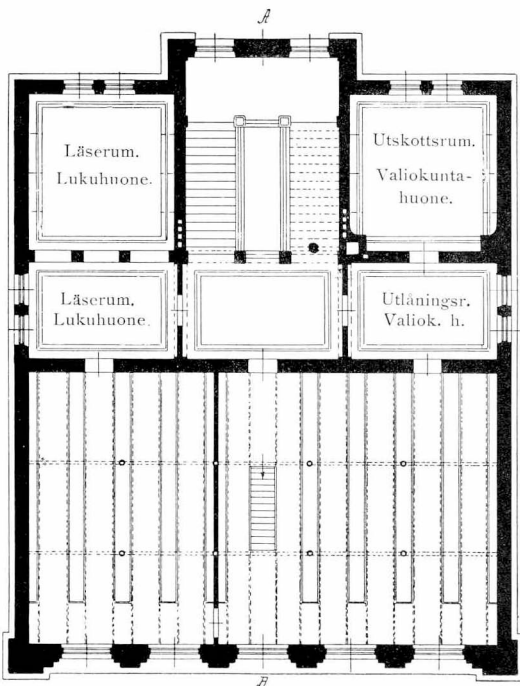 A
Läserum.
Lukuhuone.
Utskottsrum.
Valiokunta-
huone.
Läserum,
Lukuhuone.
Utlåningsr.
Valiok. h.
B